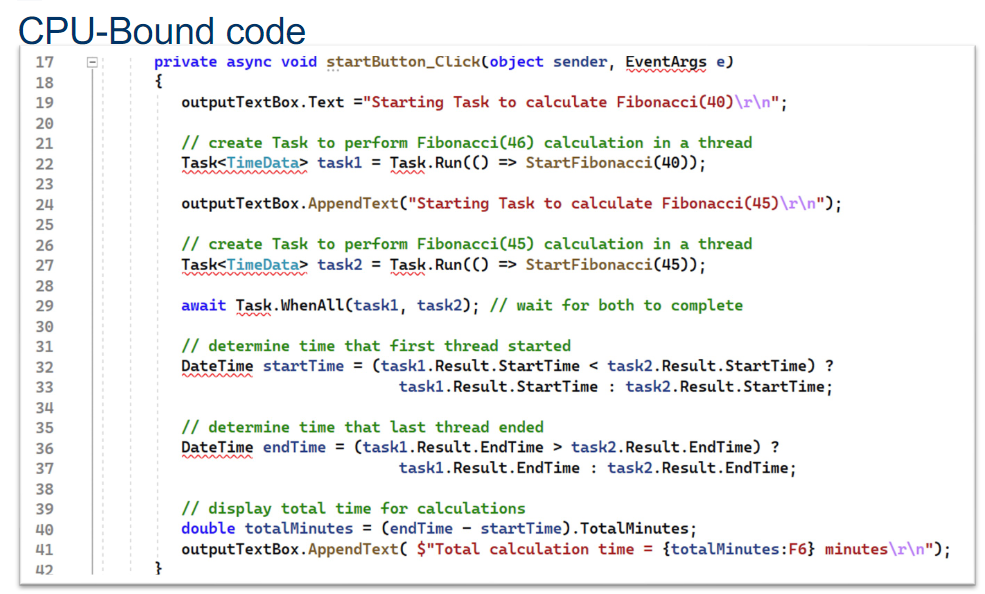 CPU-Bound code
17 private async void startButton_Click(object sender, EventArgs e)
18 {
19 outputTextBox.Text ="Starting Task to calculate Fibonacci(40)\r\n";
20
21 // create Task to perform Fibonacci(46) calculation in a thread
22 Task<TimeData> task1 = Task.Run(() => StartFibonacci(40));
23
24 outputTextBox.AppendText("Starting Task to calculate Fibonacci(45)\r\n");
25
26 // create Task to perform Fibonacci(45) calculation in a thread
27 Task<TimeData> task2 = Task.Run(() => StartFibonacci(45));
28
29 await Task.WhenAll(task1, task2); // wait for both to complete
30
31 // determine time that first thread started
32 DateTime startTime = (task1.Result.StartTime < task2.Result.StartTime) ?
33 task1.Result.StartTime : task2.Result.StartTime;
34
35 // determine time that last thread ended
36 DateTime endTime = (task1.Result.EndTime > task2.Result.EndTime) ?
37 task1.Result.EndTime : task2.Result.EndTime;
38
39 // display total time for calculations
40 double totalMinutes = (endTime - startTime).TotalMinutes;
41 outputTextBox.AppendText( $"Total calculation time = {totalMinutes:F6} minutes\r\n");
42 }